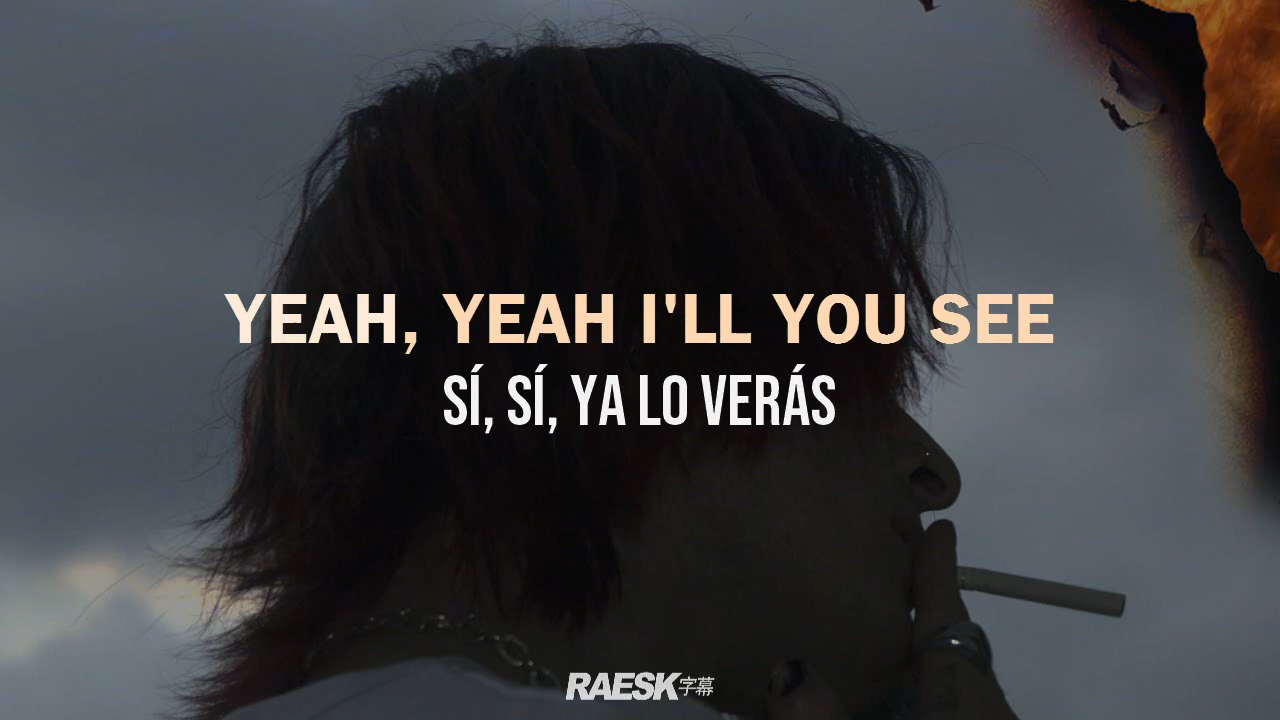 YEAH, YEAH I'LL YOU SEE
SÍ, SÍ, YA LO VERÁS
RAESK字幕